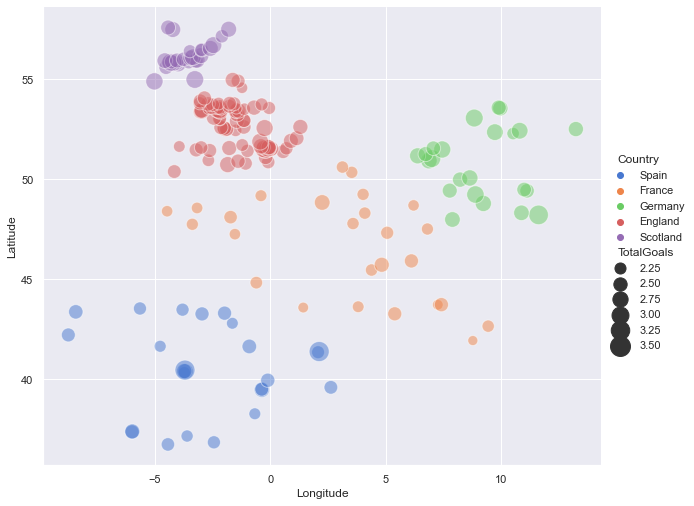 55
50
45
40
−5
0
5
10
Latitude
Longitude
Country
Spain
France
Germany
England
Scotland
TotalGoals
2.25
2.50
2.75
3.00
3.25
3.50